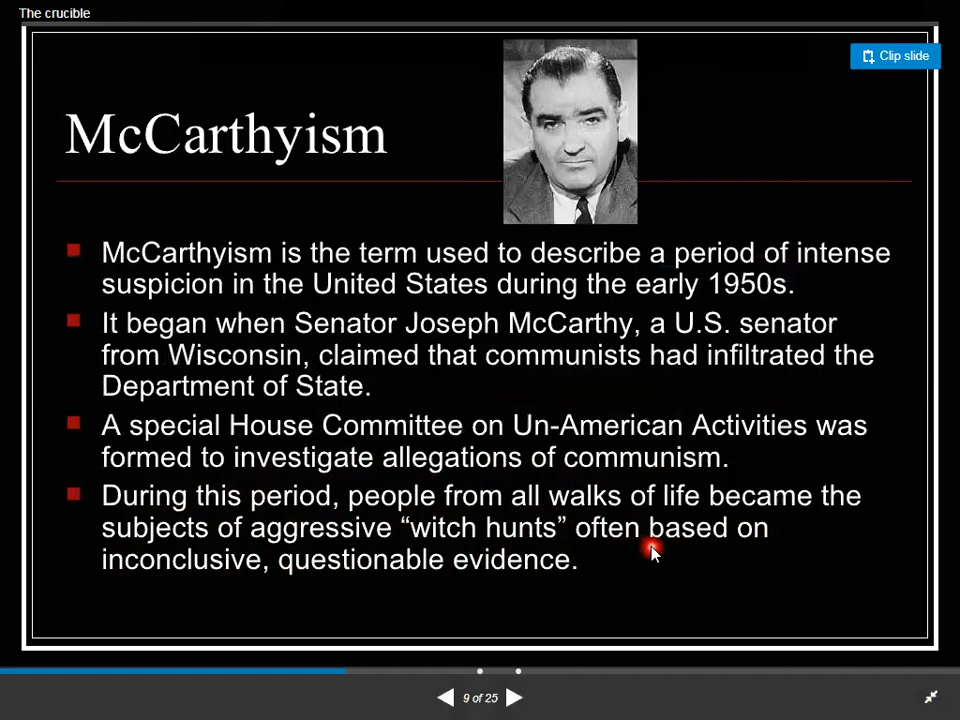 The crucible
Clip slide
McCarthyism
McCarthyism is the term used to describe a period of intense
suspicion in the United States during the early 1950s.
It began when Senator Joseph McCarthy, a U.S. senator
from Wisconsin, claimed that communists had infiltrated the
Department of State.
A special House Committee on Un-American Activities was
formed to investigate allegations of communism.
During this period, people from all walks of life became the
subjects of aggressive “witch hunts” often based on
inconclusive, questionable evidence.
9 of 25